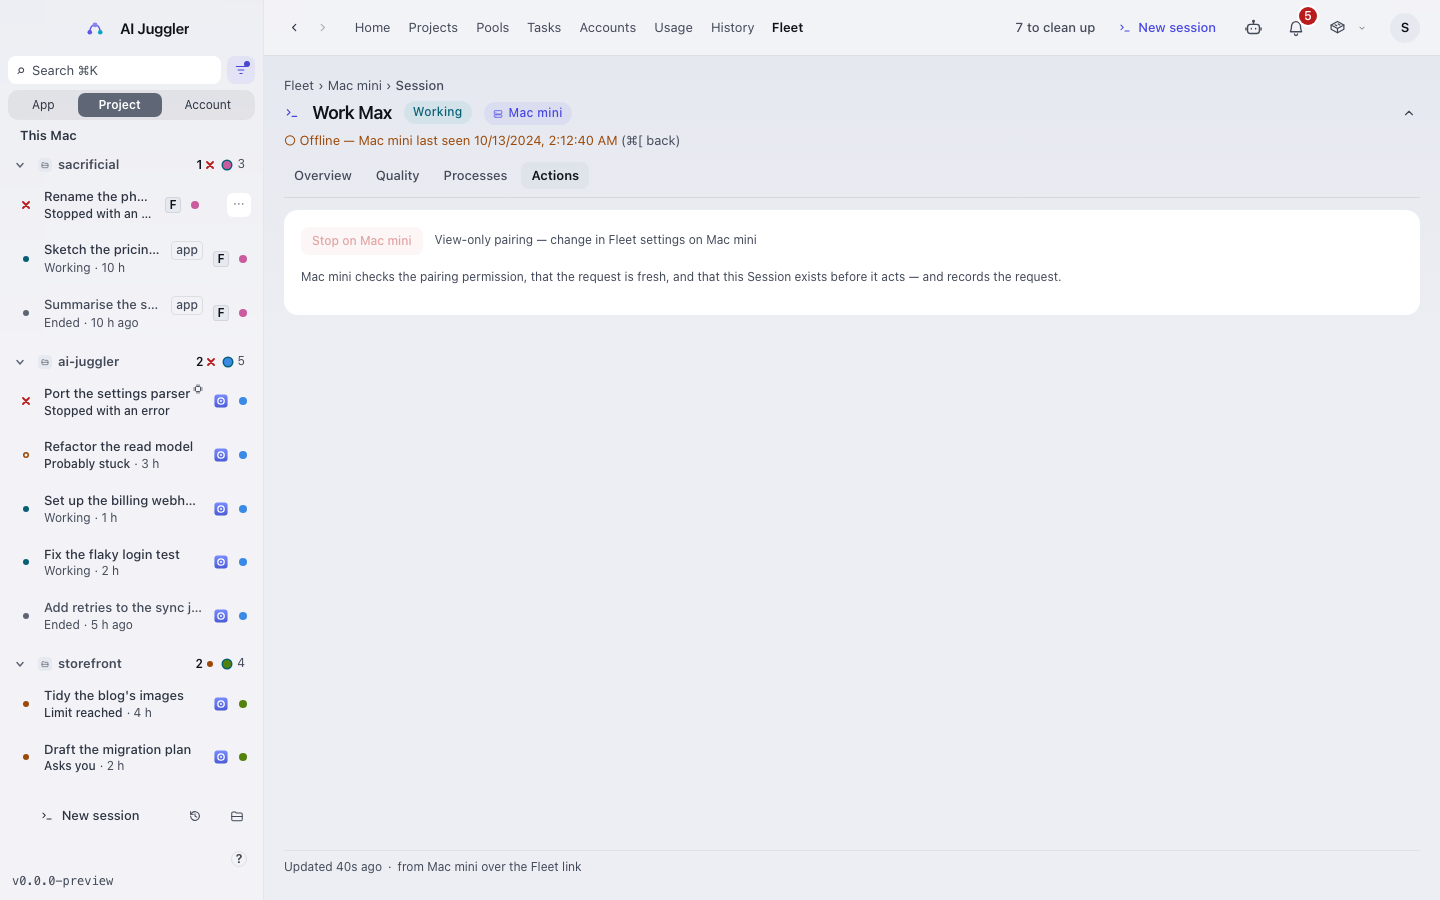 AI Juggler
Search ⌘K
App Project Account
This Mac
sacrificial 1 3
Rename the ph... F
Stopped with an ...
Sketch the pricin... app F
Working · 10 h
Summarise the s... app F
Ended · 10 h ago
ai-juggler 2 5
Port the settings parser
Stopped with an error
Refactor the read model
Probably stuck · 3 h
Set up the billing webh...
Working · 1 h
Fix the flaky login test
Working · 2 h
Add retries to the sync j...
Ended · 5 h ago
storefront 2 4
Tidy the blog's images
Limit reached · 4 h
Draft the migration plan
Asks you · 2 h
New session
?
v0.0.0-preview
Home Projects Pools Tasks Accounts Usage History Fleet 7 to clean up New session 5 S
Fleet › Mac mini › Session
Work Max Working Mac mini
Offline — Mac mini last seen 10/13/2024, 2:12:40 AM (⌘[ back)
Overview Quality Processes Actions
Stop on Mac mini View-only pairing — change in Fleet settings on Mac mini
Mac mini checks the pairing permission, that the request is fresh, and that this Session exists before it acts — and records the request.
Updated 40s ago · from Mac mini over the Fleet link